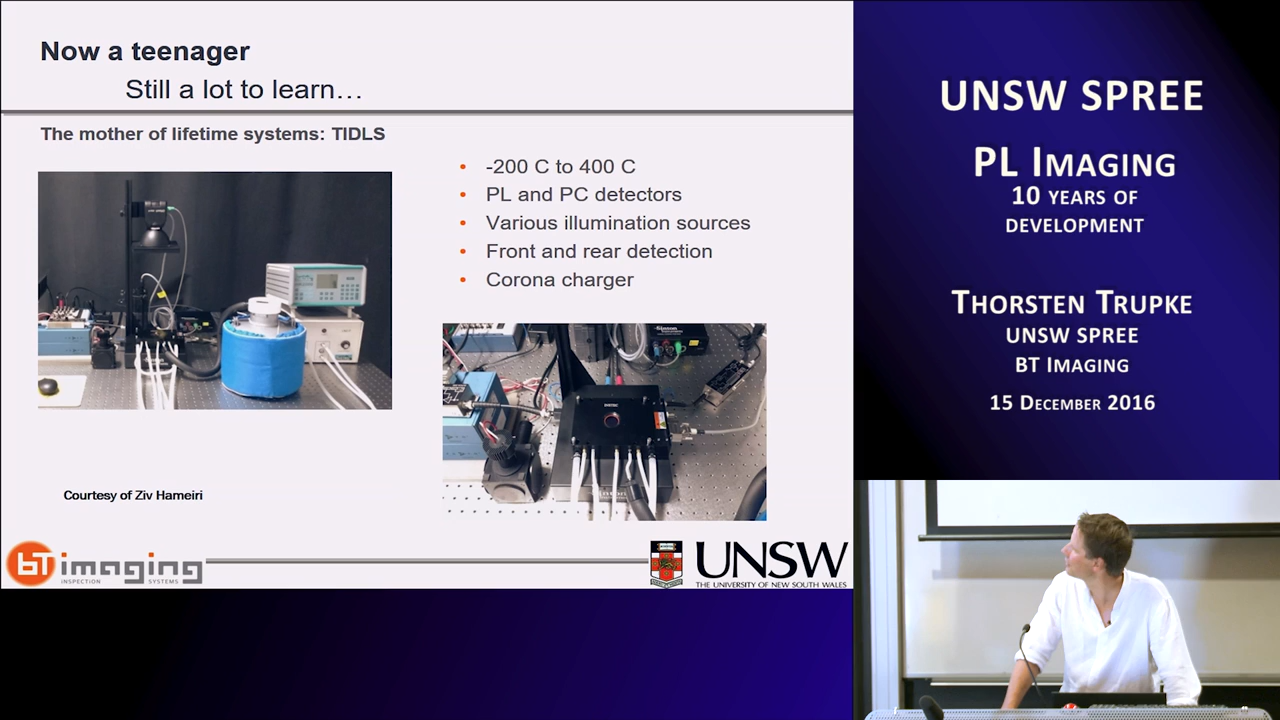 Now a teenager
Still a lot to learn…
The mother of lifetime systems: TIDLS
• -200 C to 400 C
• PL and PC detectors
• Various illumination sources
• Front and rear detection
• Corona charger
Courtesy of Ziv Hameiri
bT imaging
INSPECTION SYSTEMS
UNSW
THE UNIVERSITY OF NEW SOUTH WALES
UNSW SPREE
PL IMAGING
10 YEARS OF
DEVELOPMENT
THORSTEN TRUPKE
UNSW SPREE
BT IMAGING
15 DECEMBER 2016